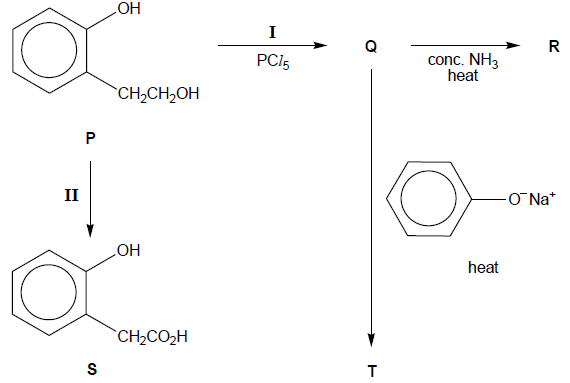 OH
CH₂CH₂OH
P
I
PCl₅
Q
conc. NH₃
heat
R
II
O⁻Na⁺
heat
OH
CH₂CO₂H
S
T